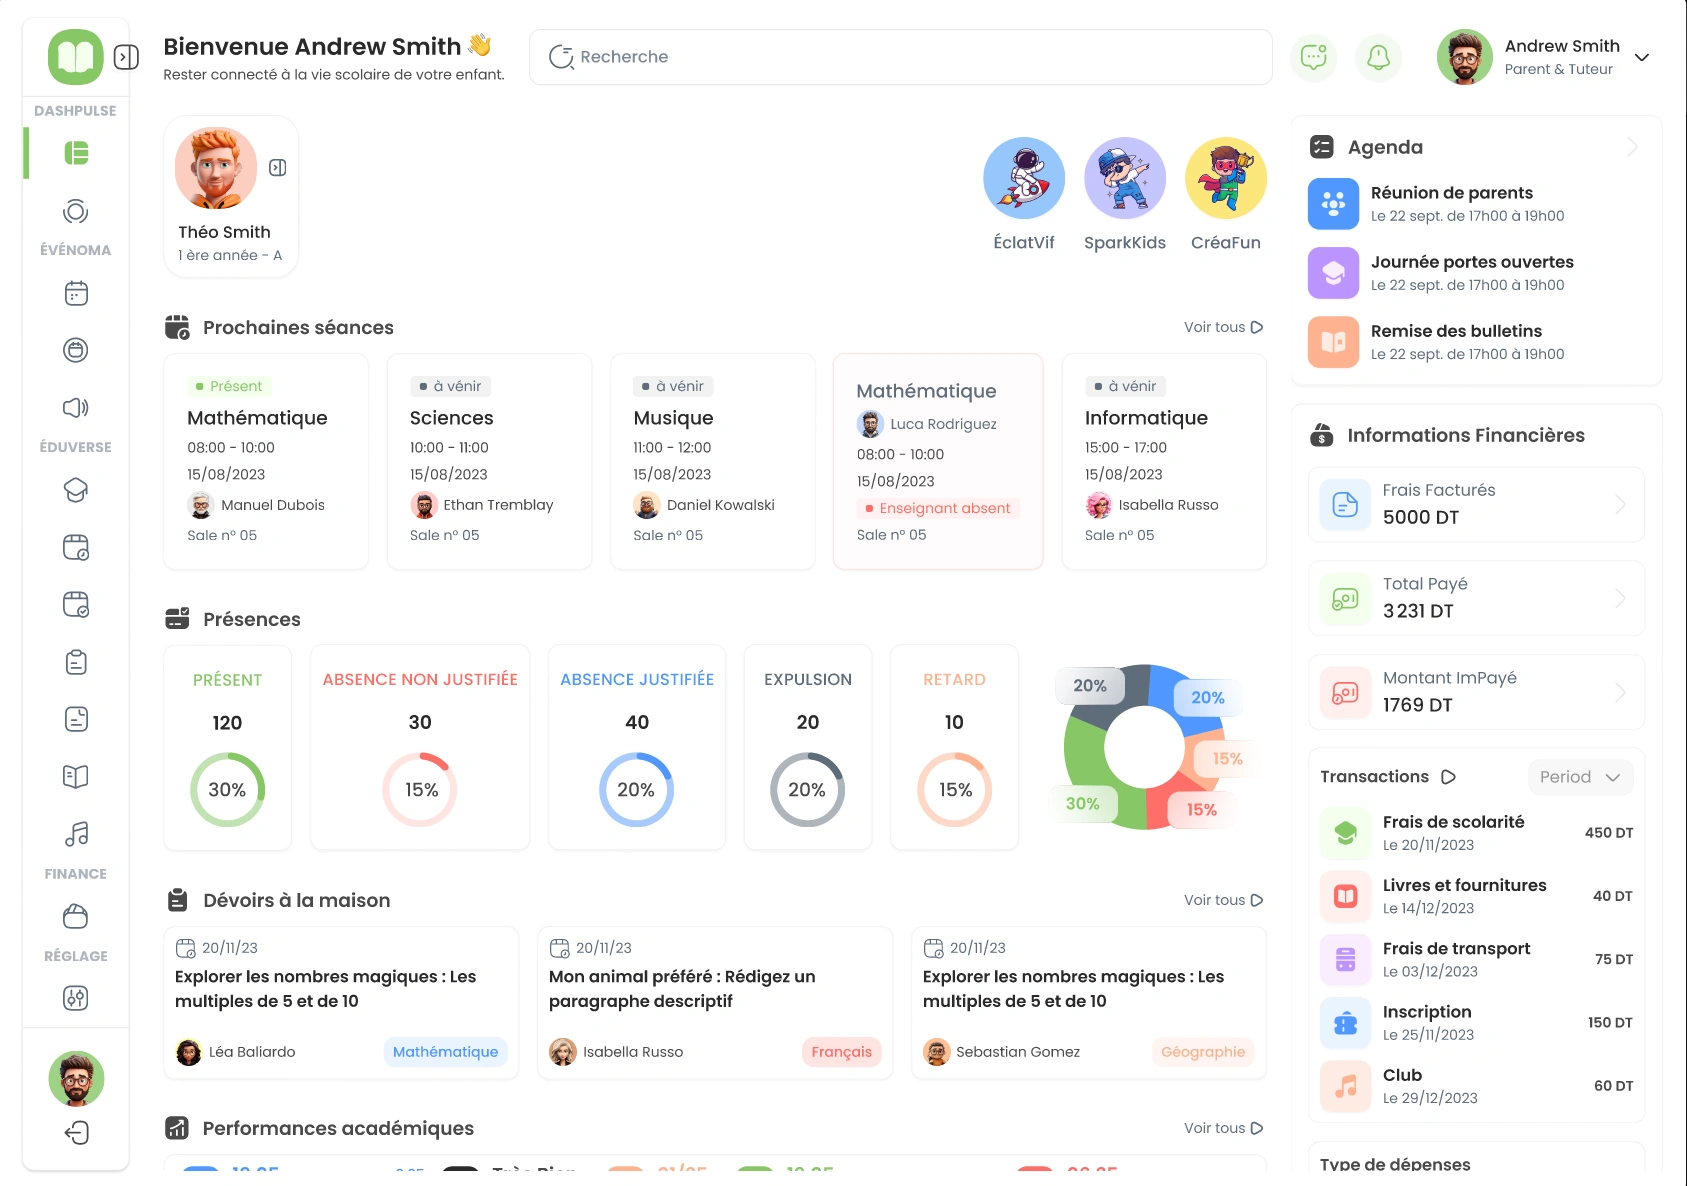 Bienvenue Andrew Smith 👋
Rester connecté à la vie scolaire de votre enfant.
Recherche
Andrew Smith
Parent & Tuteur
DASHPULSE
ÉVÉNOMA
ÉDUVERSE
FINANCE
RÉGLAGE
Théo Smith
1 ère année - A
ÉclatVif
SparkKids
CréaFun
Prochaines séances
Voir tous
Présent
Mathématique
08:00 - 10:00
15/08/2023
Manuel Dubois
Sale n° 05
à vénir
Sciences
10:00 - 11:00
15/08/2023
Ethan Tremblay
Sale n° 05
à vénir
Musique
11:00 - 12:00
15/08/2023
Daniel Kowalski
Sale n° 05
Mathématique
Luca Rodriguez
08:00 - 10:00
15/08/2023
Enseignant absent
Sale n° 05
à vénir
Informatique
15:00 - 17:00
15/08/2023
Isabella Russo
Sale n° 05
Présences
PRÉSENT
120
30%
ABSENCE NON JUSTIFIÉE
30
15%
ABSENCE JUSTIFIÉE
40
20%
EXPULSION
20
20%
RETARD
10
15%
20%
20%
15%
30%
15%
Dévoirs à la maison
Voir tous
20/11/23
Explorer les nombres magiques : Les
multiples de 5 et de 10
Léa Baliardo
Mathématique
20/11/23
Mon animal préféré : Rédigez un
paragraphe descriptif
Isabella Russo
Français
20/11/23
Explorer les nombres magiques : Les
multiples de 5 et de 10
Sebastian Gomez
Géographie
Performances académiques
Voir tous
Agenda
Réunion de parents
Le 22 sept. de 17h00 à 19h00
Journée portes ouvertes
Le 22 sept. de 17h00 à 19h00
Remise des bulletins
Le 22 sept. de 17h00 à 19h00
Informations Financières
Frais Facturés
5000 DT
Total Payé
3 231 DT
Montant ImPayé
1769 DT
Transactions
Period
Frais de scolarité
Le 20/11/2023
450 DT
Livres et fournitures
Le 14/12/2023
40 DT
Frais de transport
Le 03/12/2023
75 DT
Inscription
Le 25/11/2023
150 DT
Club
Le 29/12/2023
60 DT
Type de dépenses